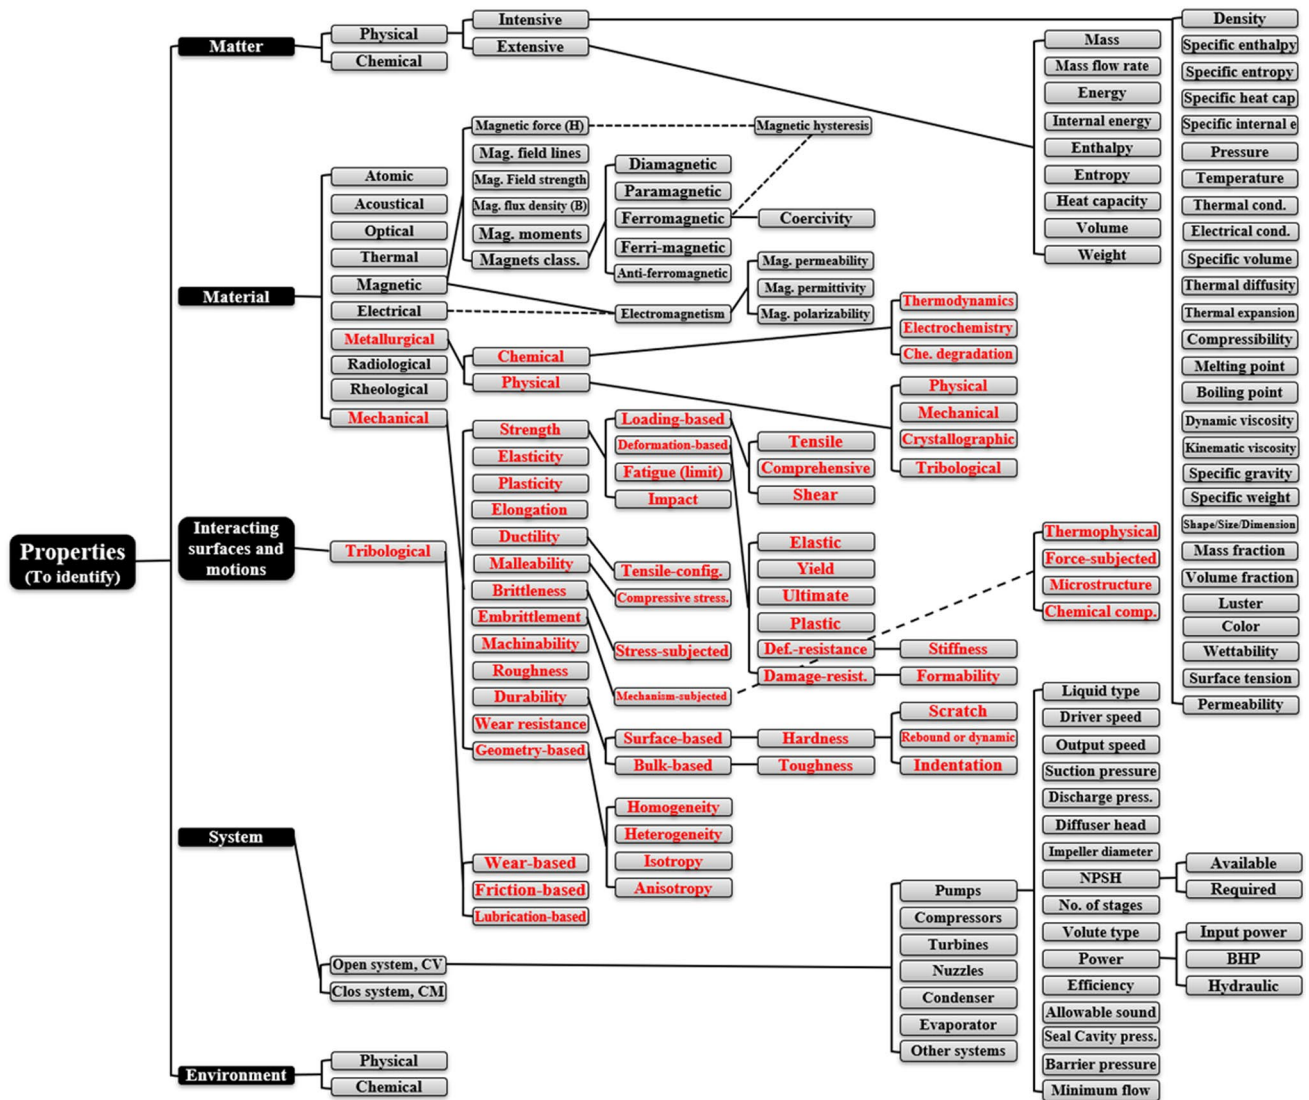 Properties
(To identify)
Matter
Physical
Chemical
Intensive
Extensive
Mass
Mass flow rate
Energy
Internal energy
Enthalpy
Entropy
Heat capacity
Volume
Weight
Density
Specific enthalpy
Specific entropy
Specific heat cap
Specific internal e
Pressure
Temperature
Thermal cond.
Electrical cond.
Specific volume
Thermal diffusity
Thermal expansion
Compressibility
Melting point
Boiling point
Dynamic viscosity
Kinematic viscosity
Specific gravity
Specific weight
Shape/Size/Dimension
Mass fraction
Volume fraction
Luster
Color
Wettability
Surface tension
Permeability
Material
Atomic
Acoustical
Optical
Thermal
Magnetic
Electrical
Metallurgical
Radiological
Rheological
Mechanical
Magnetic force (H)
Mag. field lines
Mag. Field strength
Mag. flux density (B)
Mag. moments
Magnets class.
Magnetic hysteresis
Diamagnetic
Paramagnetic
Ferromagnetic
Ferri-magnetic
Anti-ferromagnetic
Coercivity
Electromagnetism
Mag. permeability
Mag. permittivity
Mag. polarizability
Chemical
Physical
Thermodynamics
Electrochemistry
Che. degradation
Physical
Mechanical
Crystallographic
Tribological
Strength
Elasticity
Plasticity
Elongation
Ductility
Malleability
Brittleness
Embrittlement
Machinability
Roughness
Durability
Wear resistance
Geometry-based
Loading-based
Deformation-based
Fatigue (limit)
Impact
Tensile
Comprehensive
Shear
Elastic
Yield
Ultimate
Plastic
Def.-resistance
Damage-resist.
Stiffness
Formability
Tensile-config.
Compressive stress.
Stress-subjected
Mechanism-subjected
Thermophysical
Force-subjected
Microstructure
Chemical comp.
Surface-based
Bulk-based
Hardness
Toughness
Scratch
Rebound or dynamic
Indentation
Homogeneity
Heterogeneity
Isotropy
Anisotropy
Interacting
surfaces and
motions
Tribological
Wear-based
Friction-based
Lubrication-based
System
Open system, CV
Clos system, CM
Pumps
Compressors
Turbines
Nuzzles
Condenser
Evaporator
Other systems
Liquid type
Driver speed
Output speed
Suction pressure
Discharge press.
Diffuser head
Impeller diameter
NPSH
No. of stages
Volute type
Power
Efficiency
Allowable sound
Seal Cavity press.
Barrier pressure
Minimum flow
Available
Required
Input power
BHP
Hydraulic
Environment
Physical
Chemical